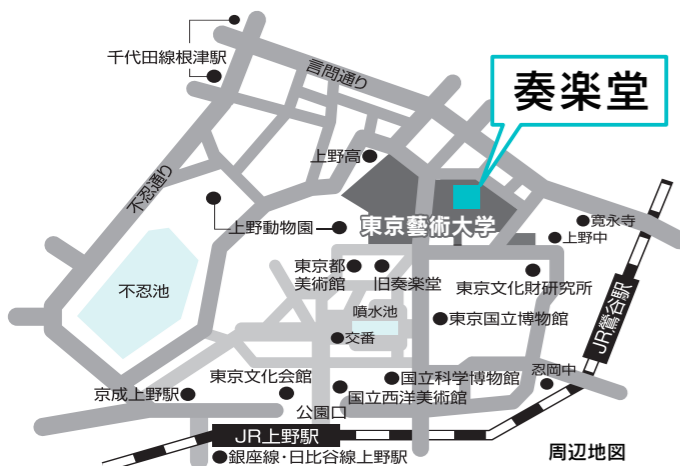 千代田線根津駅
言問り
奏楽堂
上野高
不忍通り
上野動物園
東京藝術大学
寛永寺
上野中
東京都
美術館
旧奏楽堂
東京文化財研究所
不忍池
噴水池
東京国立博物館
JR鶯谷駅
交番
忍岡中
東京文化会館
国立科学博物館
京成上野駅
国立西洋美術館
公園口
JR上野駅
銀座線・日比谷線上野駅
周辺地図